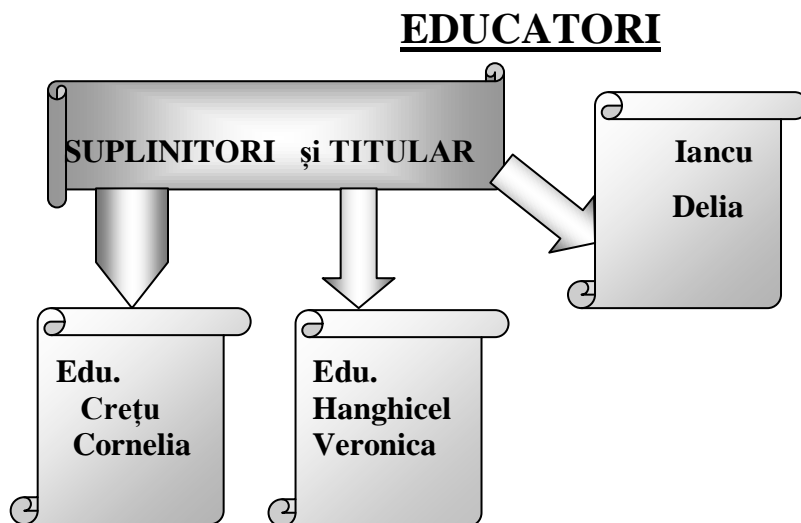 EDUCATORI
SUPLINITORI și TITULAR
Iancu
Delia
Edu.
Crețu
Cornelia
Edu.
Hanghicel
Veronica